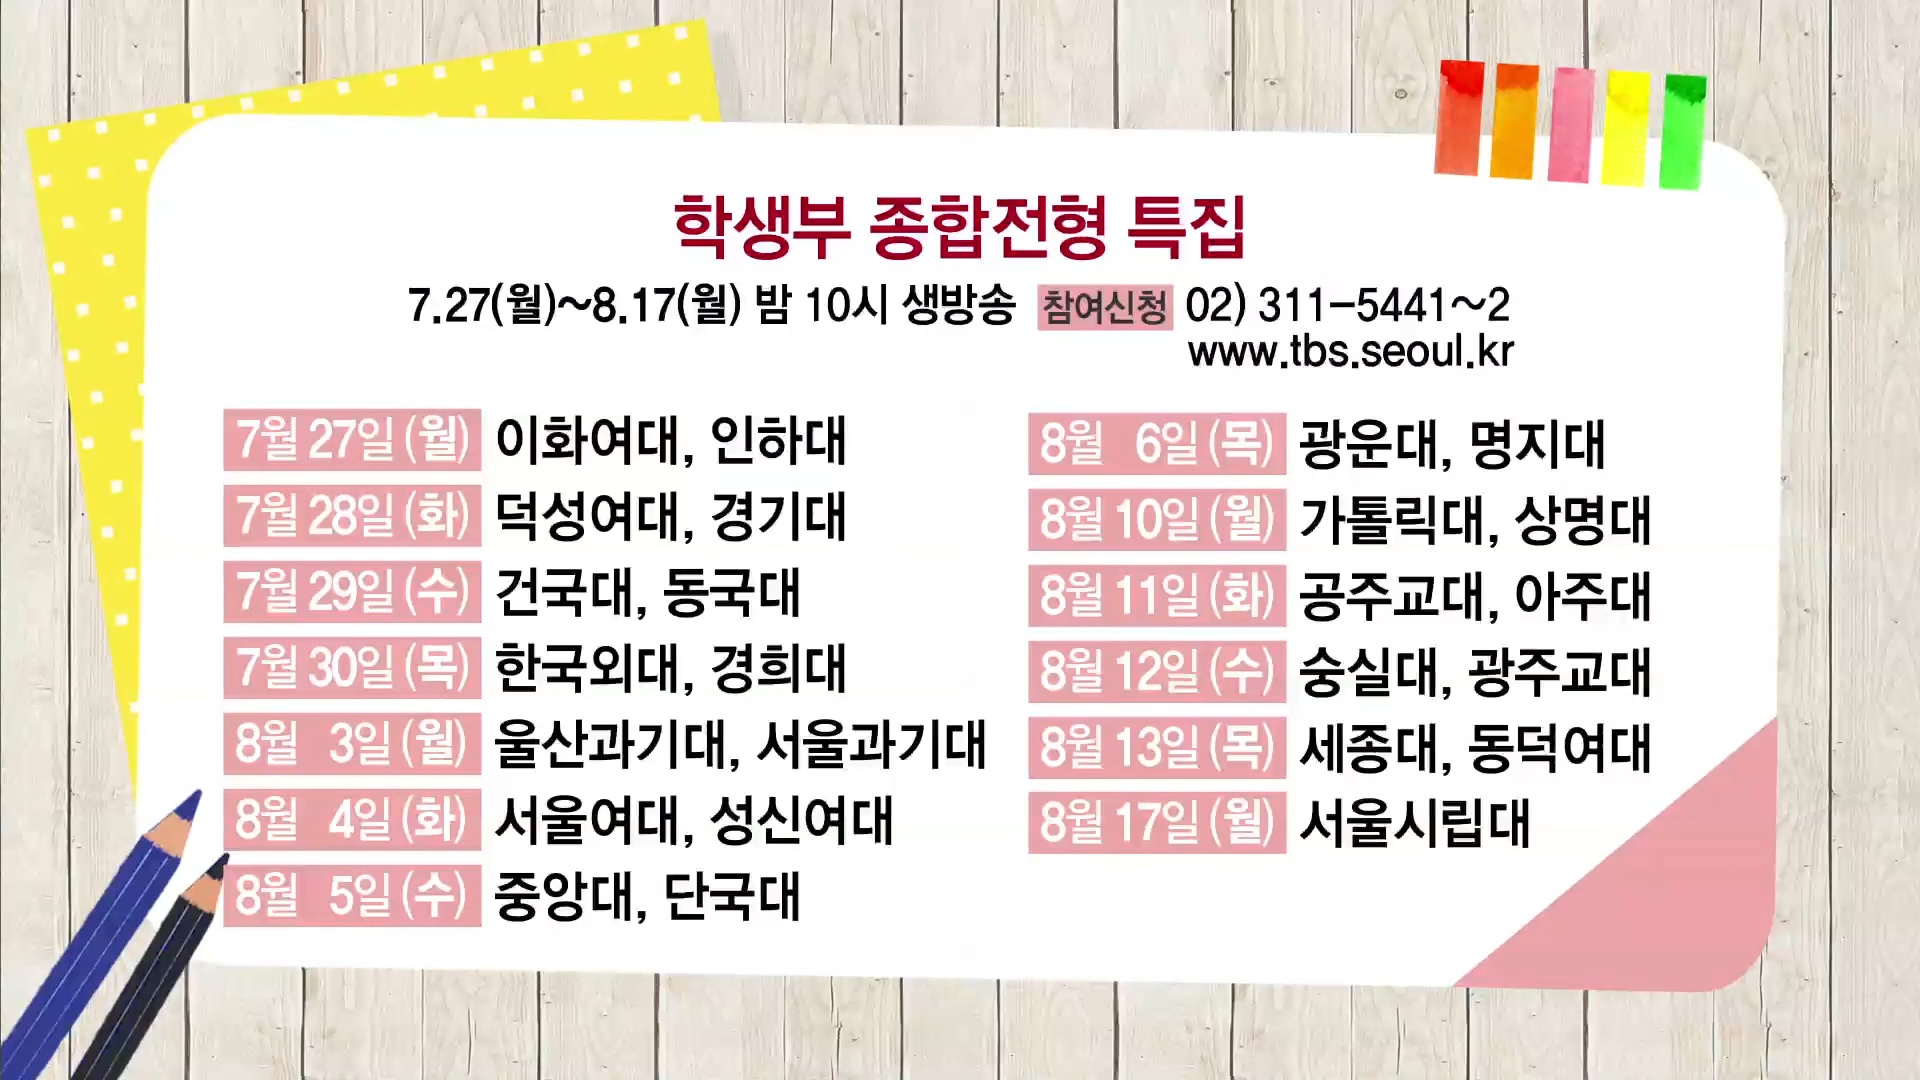 학생부 종합전형 특집
7.27(월)~8.17(월) 밤 10시 생방송 참여신청 02) 311-5441~2
www.tbs.seoul.kr
7월 27일 (월) 이화여대, 인하대
7월 28일 (화) 덕성여대, 경기대
7월 29일 (수) 건국대, 동국대
7월 30일 (목) 한국외대, 경희대
8월 3일 (월) 울산과기대, 서울과기대
8월 4일 (화) 서울여대, 성신여대
8월 5일 (수) 중앙대, 단국대
8월 6일 (목) 광운대, 명지대
8월 10일 (월) 가톨릭대, 상명대
8월 11일 (화) 공주교대, 아주대
8월 12일 (수) 숭실대, 광주교대
8월 13일 (목) 세종대, 동덕여대
8월 17일 (월) 서울시립대